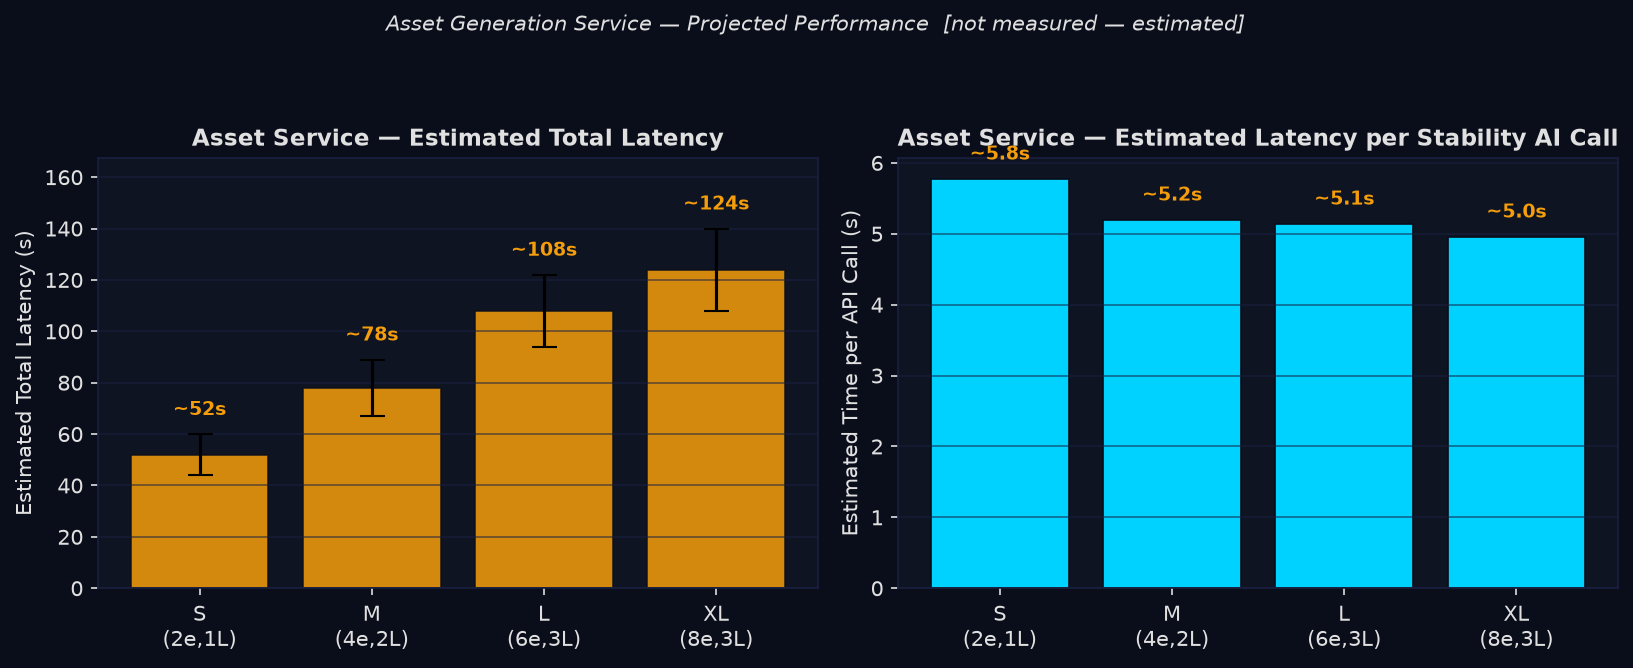 Asset Generation Service — Projected Performance [not measured — estimated]
Asset Service — Estimated Total Latency
Estimated Total Latency (s)
160
140
120
100
80
60
40
20
0
~52s
~78s
~108s
~124s
S
(2e,1L)
M
(4e,2L)
L
(6e,3L)
XL
(8e,3L)
Asset Service — Estimated Latency per Stability AI Call
Estimated Time per API Call (s)
6
5
4
3
2
1
0
~5.8s
~5.2s
~5.1s
~5.0s
S
(2e,1L)
M
(4e,2L)
L
(6e,3L)
XL
(8e,3L)